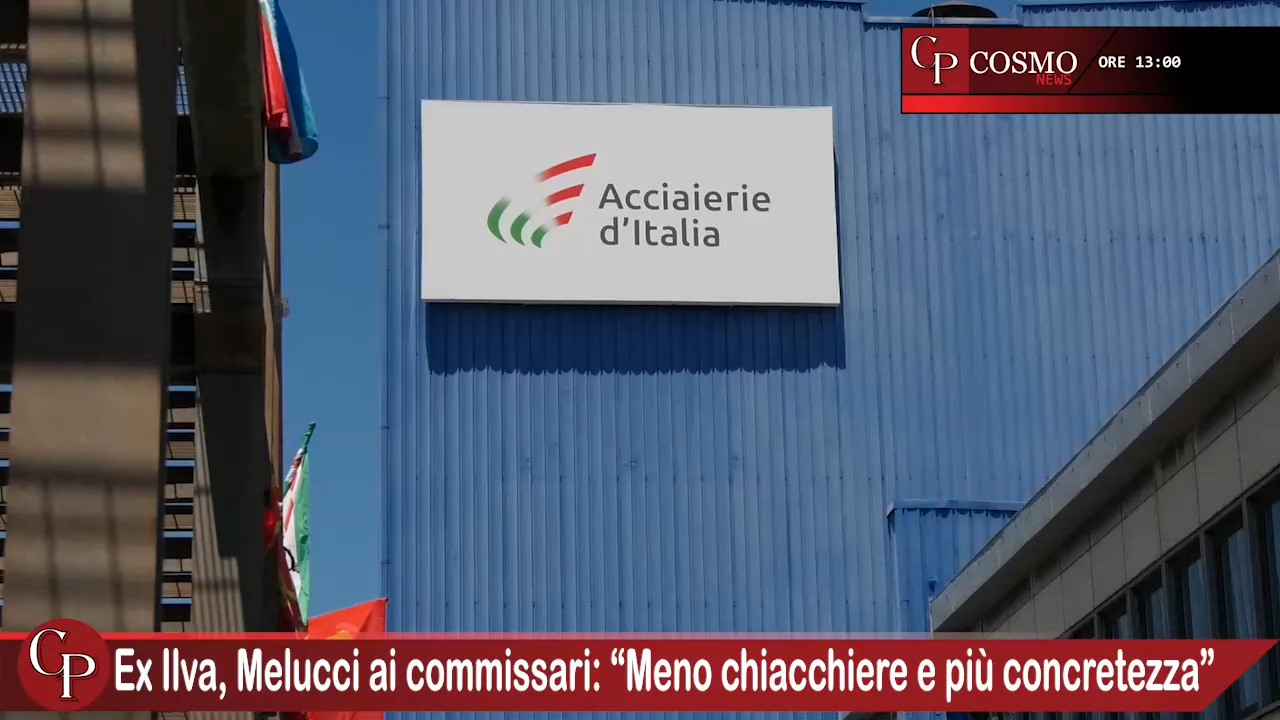 CP COSMO NEWS ORE 13:00
Acciaierie
d'Italia
CP Ex Ilva, Melucci ai commissari: “Meno chiacchiere e più concretezza”